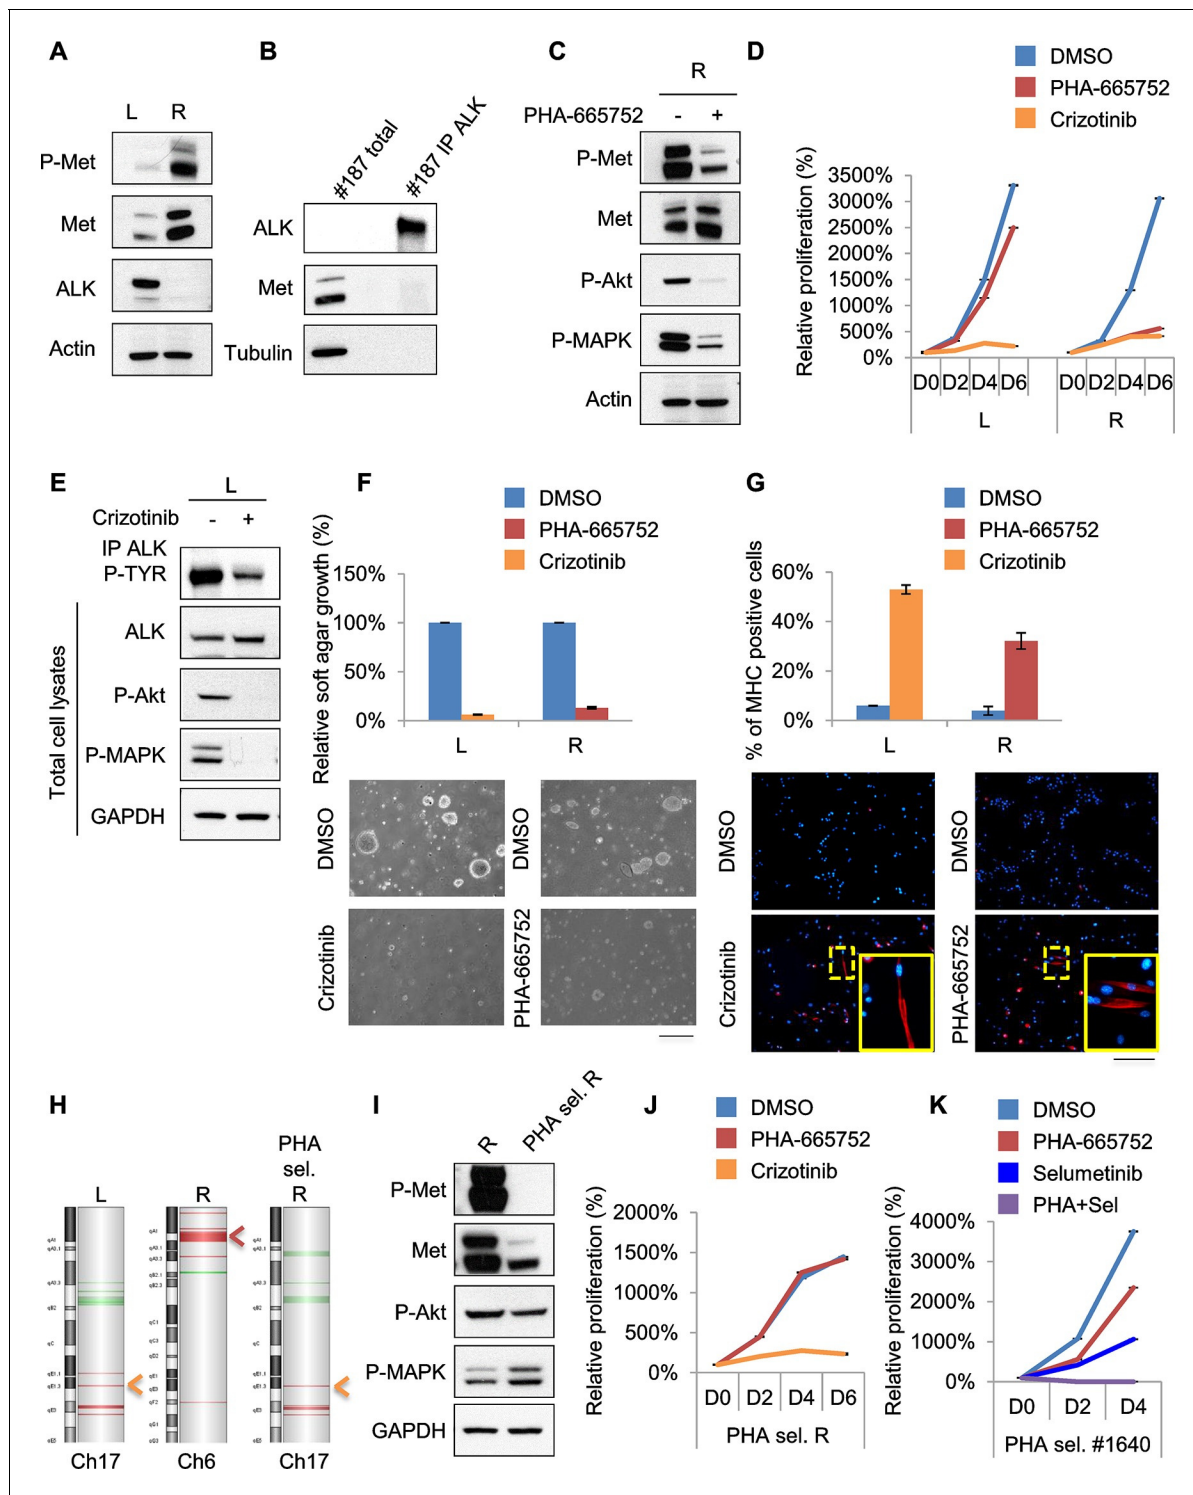 A
L R
P-Met
Met
ALK
Actin
B
#187 total
#187 IP ALK
ALK
Met
Tubulin
C
R
PHA-665752 - +
P-Met
Met
P-Akt
P-MAPK
Actin
D
DMSO
PHA-665752
Crizotinib
Relative proliferation (%)
3500%
3000%
2500%
2000%
1500%
1000%
500%
0%
D0 D2 D4 D6 D0 D2 D4 D6
L R
E
L
Crizotinib - +
IP ALK
P-TYR
Total cell lysates
ALK
P-Akt
P-MAPK
GAPDH
F
DMSO
PHA-665752
Crizotinib
Relative soft agar growth (%)
150%
100%
50%
0%
L R
DMSO
DMSO
Crizotinib
PHA-665752
G
DMSO
PHA-665752
Crizotinib
% of MHC positive cells
60%
40%
20%
0%
L R
DMSO
DMSO
Crizotinib
PHA-665752
H
PHA
sel.
L R R
Ch17 Ch6 Ch17
I
R
PHA sel. R
P-Met
Met
P-Akt
P-MAPK
GAPDH
J
DMSO
PHA-665752
Crizotinib
Relative proliferation (%)
2000%
1500%
1000%
500%
0%
D0 D2 D4 D6
PHA sel. R
K
DMSO
PHA-665752
Selumetinib
PHA+Sel
Relative proliferation (%)
4000%
3000%
2000%
1000%
0%
D0 D2 D4
PHA sel. #1640